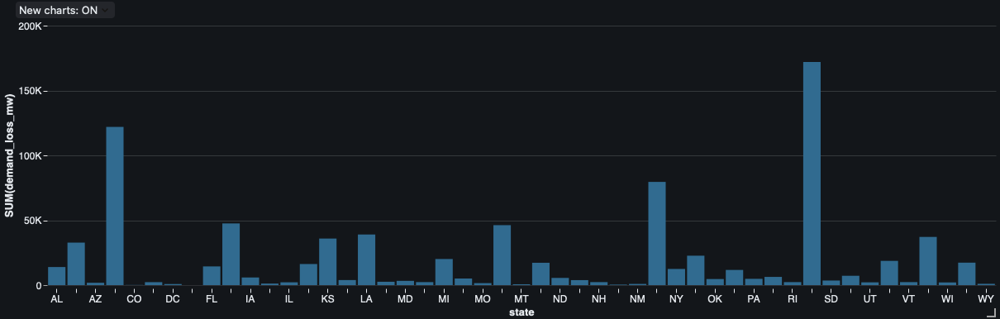 New charts: ON
200K
150K
100K
50K
0
SUM(demand_loss_mw)
AL AZ CO DC FL IA IL KS LA MD MI MO MT ND NH NM NY OK PA RI SD UT VT WI WY
state